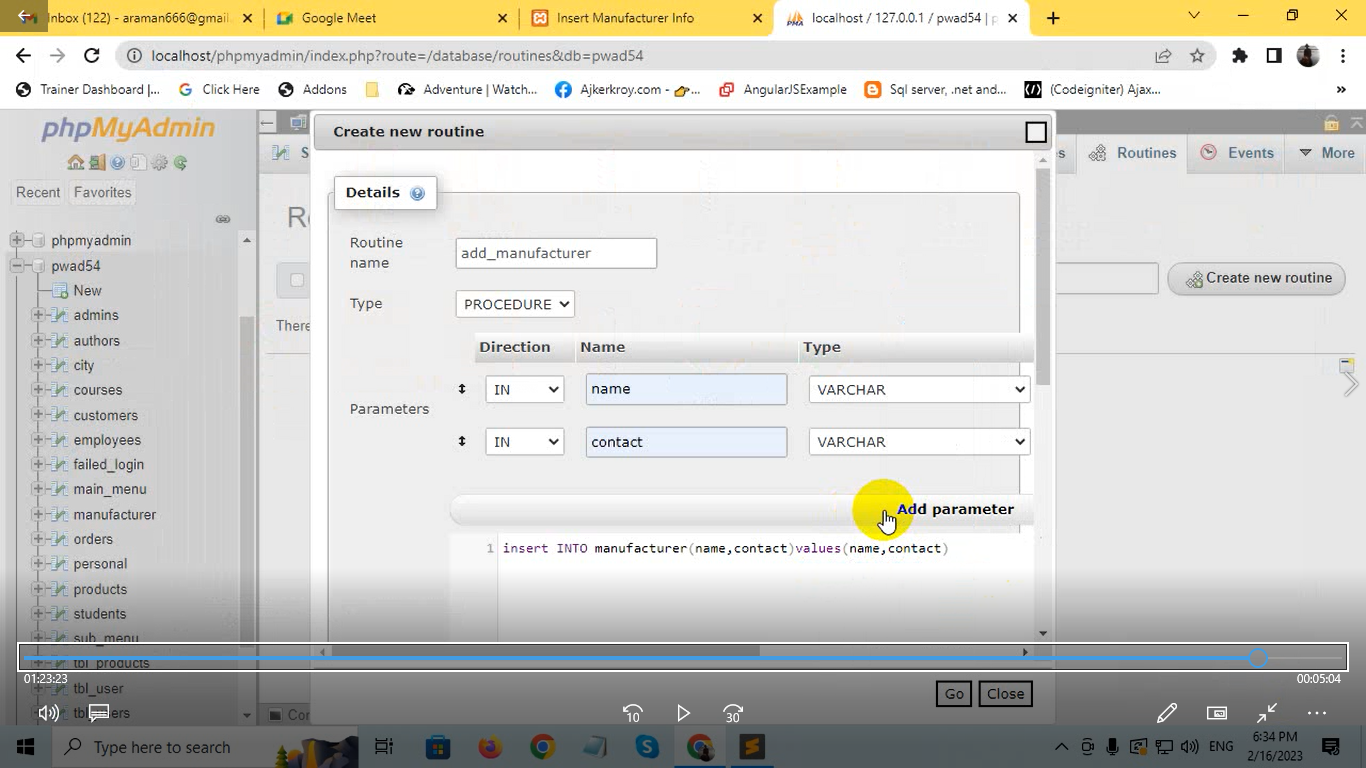 Inbox (122) - araman666@gmail.
Google Meet
Insert Manufacturer Info
localhost / 127.0.0.1 / pwad54 | p
localhost/phpmyadmin/index.php?route=/database/routines&db=pwad54
Trainer Dashboard |...
Click Here
Addons
Adventure | Watch...
Ajkerkroy.com -
AngularJSExample
Sql server, .net and...
(Codeigniter) Ajax...
phpMyAdmin
Recent
Favorites
phpmyadmin
pwad54
New
admins
authors
city
courses
customers
employees
failed_login
main_menu
manufacturer
orders
personal
products
students
sub_menu
tbl_products
tbl_user
Routines
Events
More
Create new routine
There
Create new routine
Details
Routine name
add_manufacturer
Type
PROCEDURE
Direction Name Type
Parameters
IN name VARCHAR
IN contact VARCHAR
Add parameter
1 insert INTO manufacturer(name,contact)values(name,contact)
Go
Close
01:23:23
00:05:04
10
30
Type here to search
ENG
6:34 PM
2/16/2023